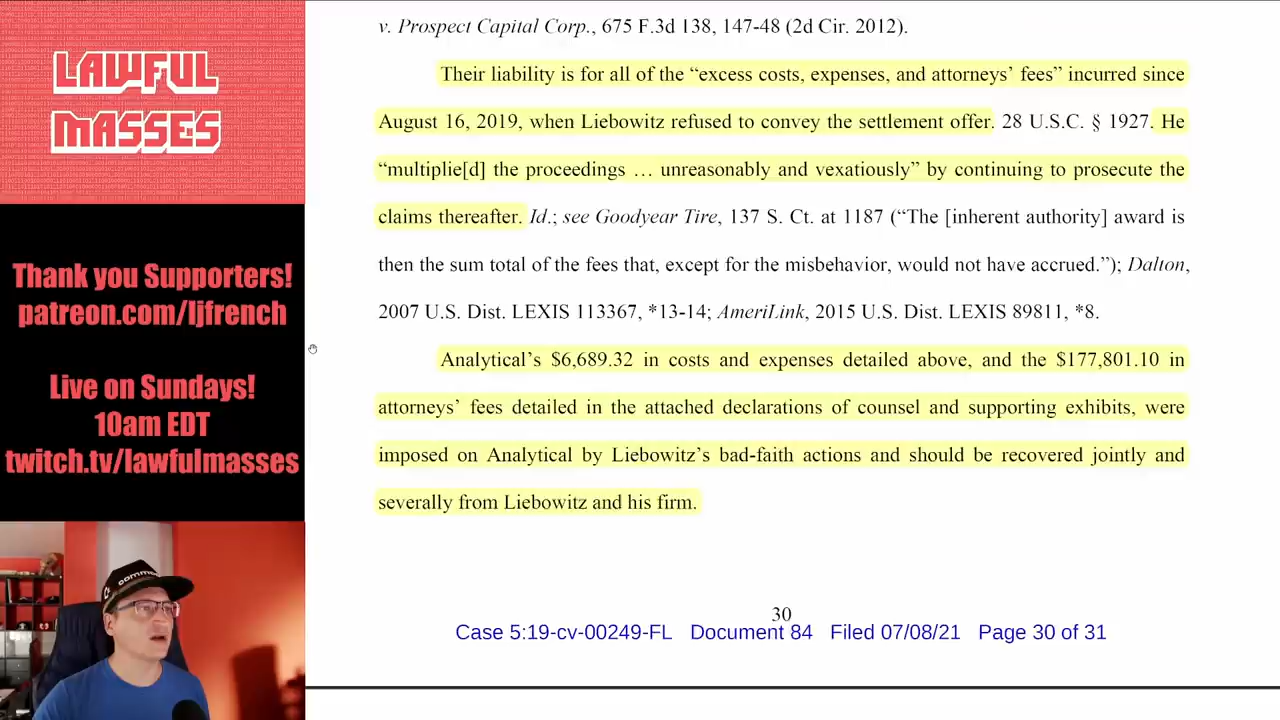 LAWFUL
MASSES
Thank you Supporters!
patreon.com/ljfrench
Live on Sundays!
10am EDT
twitch.tv/lawfulmasses
v. Prospect Capital Corp., 675 F.3d 138, 147-48 (2d Cir. 2012).
Their liability is for all of the “excess costs, expenses, and attorneys’ fees” incurred since
August 16, 2019, when Liebowitz refused to convey the settlement offer. 28 U.S.C. § 1927. He
“multiplie[d] the proceedings … unreasonably and vexatiously” by continuing to prosecute the
claims thereafter. Id.; see Goodyear Tire, 137 S. Ct. at 1187 (“The [inherent authority] award is
then the sum total of the fees that, except for the misbehavior, would not have accrued.”); Dalton,
2007 U.S. Dist. LEXIS 113367, *13-14; AmeriLink, 2015 U.S. Dist. LEXIS 89811, *8.
Analytical’s $6,689.32 in costs and expenses detailed above, and the $177,801.10 in
attorneys’ fees detailed in the attached declarations of counsel and supporting exhibits, were
imposed on Analytical by Liebowitz’s bad-faith actions and should be recovered jointly and
severally from Liebowitz and his firm.
30
Case 5:19-cv-00249-FL Document 84 Filed 07/08/21 Page 30 of 31